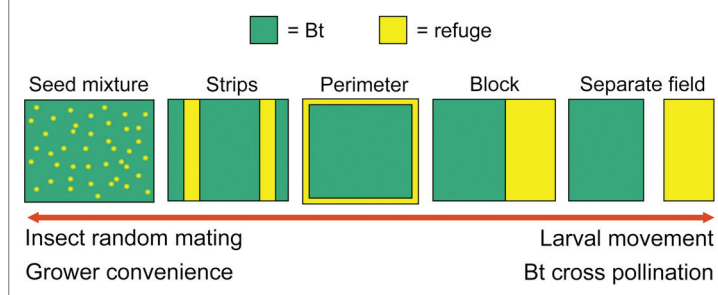 = Bt = refuge
Seed mixture Strips Perimeter Block Separate field
Insect random mating Larval movement
Grower convenience Bt cross pollination